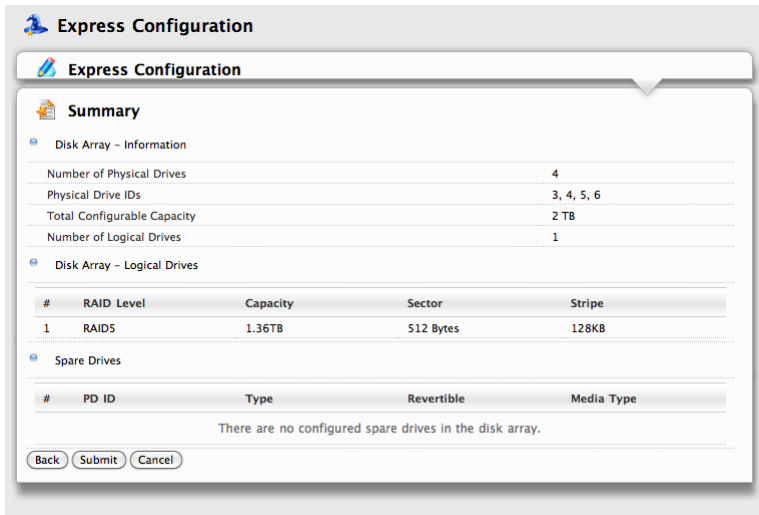 Express Configuration
Express Configuration
Summary
Disk Array – Information
Number of Physical Drives 4
Physical Drive IDs 3, 4, 5, 6
Total Configurable Capacity 2 TB
Number of Logical Drives 1
Disk Array – Logical Drives
# RAID Level Capacity Sector Stripe
1 RAID5 1.36TB 512 Bytes 128KB
Spare Drives
# PD ID Type Revertible Media Type
There are no configured spare drives in the disk array.
Back Submit Cancel